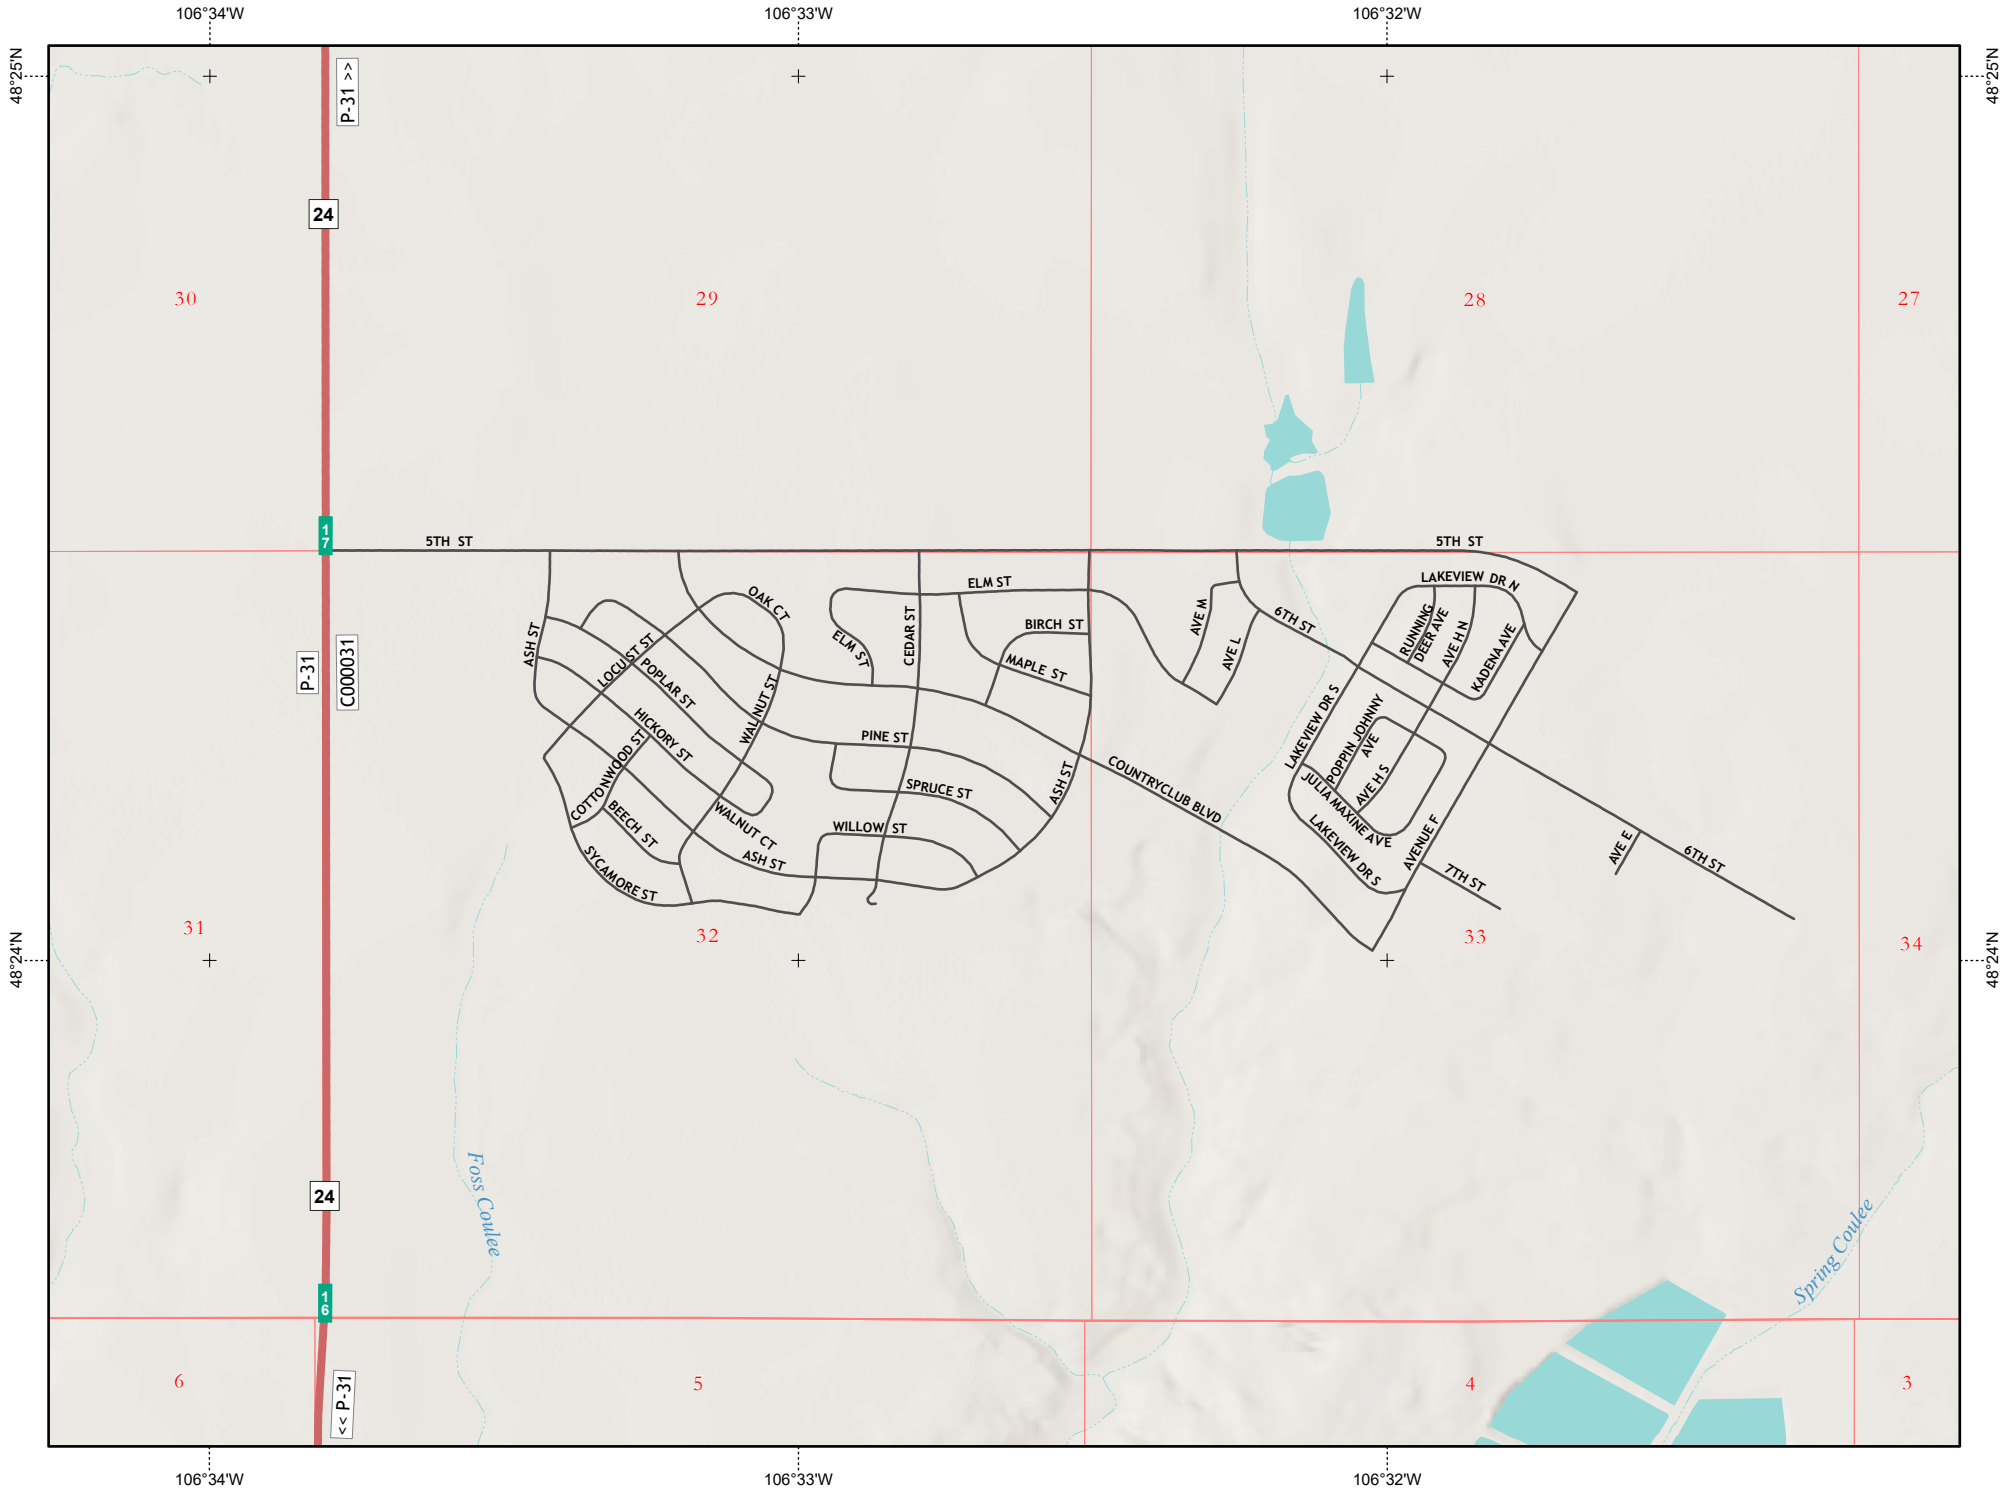 106°34'W
106°33'W
106°32'W
48°25'N
48°25'N
P-31 >>
24
30
29
28
27
1
7
5TH ST
5TH ST
LAKEVIEW DR N
ELM ST
OAK CT
AVE M
6TH ST
RUNNING
DEER AVE
AVE H N
KADENA AVE
BIRCH ST
CEDAR ST
ELM ST
ASH ST
LOCUST ST
POPLAR ST
MAPLE ST
AVE L
P-31
C000031
WALNUT ST
HICKORY ST
COTTONWOOD ST
PINE ST
SPRUCE ST
ASH ST
COUNTRYCLUB BLVD
LAKEVIEW DR S
POPPIN JOHNNY
AVE
AVE H S
JULIA MAXINE AVE
LAKEVIEW DR S
AVENUE F
BEECH ST
WALNUT CT
WILLOW ST
ASH ST
SYCAMORE ST
7TH ST
AVE E
6TH ST
31
32
33
34
48°24'N
48°24'N
Foss Coulee
24
Spring Coulee
1
6
<< P-31
6
5
4
3
106°34'W
106°33'W
106°32'W